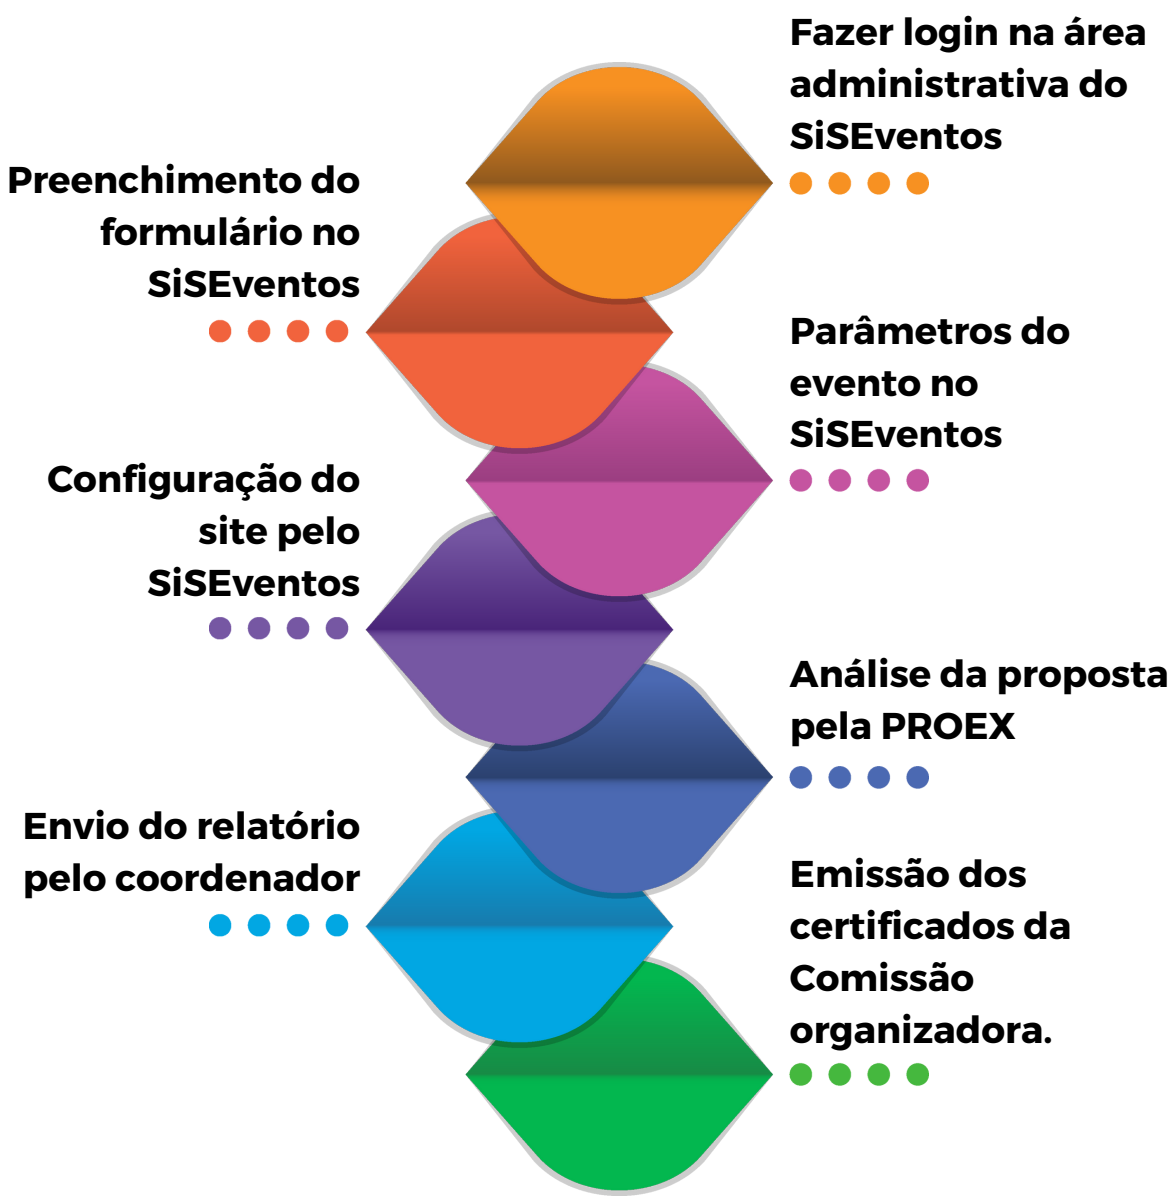 Fazer login na área
administrativa do
SiSEventos
Preenchimento do
formulário no
SiSEventos
Parâmetros do
evento no
SiSEventos
Configuração do
site pelo
SiSEventos
Análise da proposta
pela PROEX
Envio do relatório
pelo coordenador
Emissão dos
certificados da
Comissão
organizadora.